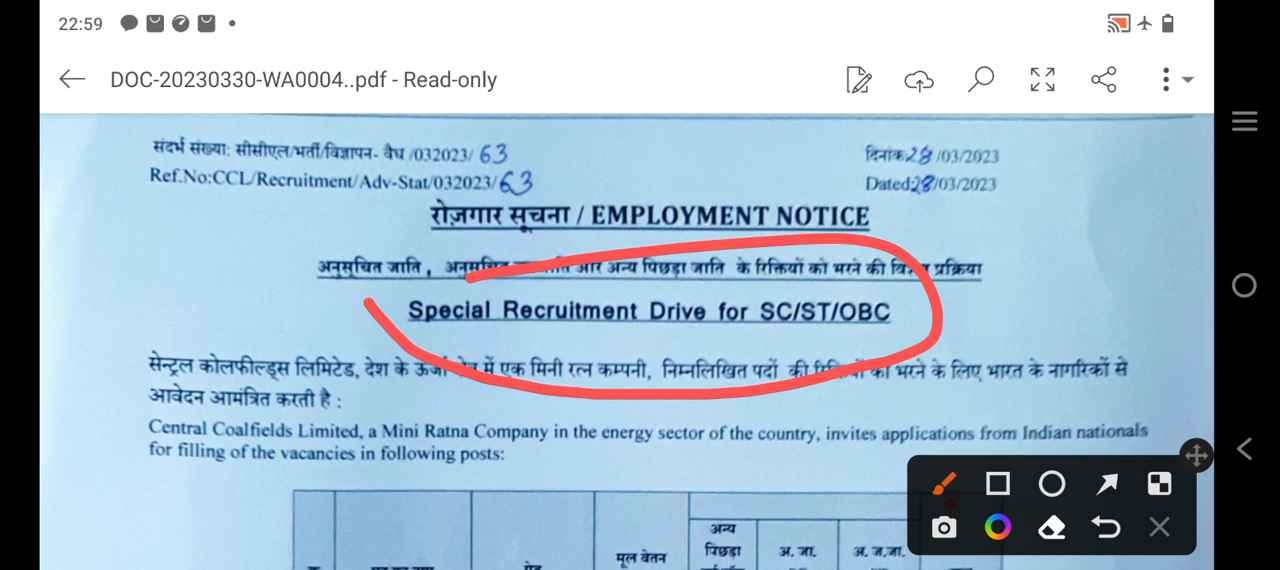 22:59
DOC-20230330-WA0004..pdf - Read-only
संदर्भ संख्या: सीसीएल/भर्ती/विज्ञापन- वैध /032023/ 63
दिनांक 28/03/2023
Ref.No:CCL/Recruitment/Adv-Stat/032023/63
Dated 28/03/2023
रोज़गार सूचना / EMPLOYMENT NOTICE
अनुसूचित जाति, अनुसूचित और अन्य पिछड़ा जाति के रिक्तियों को भरने की प्रक्रिया
Special Recruitment Drive for SC/ST/OBC
सेन्ट्रल कोलफील्ड्स लिमिटेड, देश के ऊर्जा में एक मिनी रत्न कम्पनी, निम्नलिखित पदों की को भरने के लिए भारत के नागरिकों से
आवेदन आमंत्रित करती है :
Central Coalfields Limited, a Mini Ratna Company in the energy sector of the country, invites applications from Indian nationals
for filling of the vacancies in following posts:
अन्य
पिछड़ा अ. जा. अ. ज.जा.
मूल वेतन